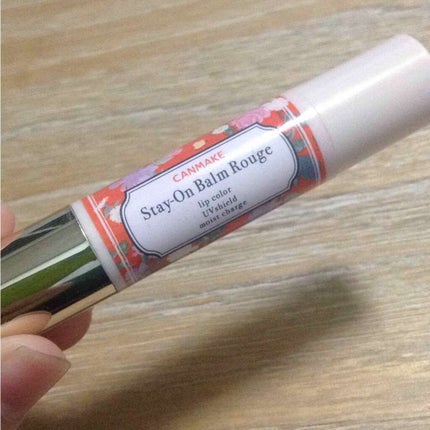 CANMAKE
Stay-On Balm Rouge
lip color
UVshield
moist charge